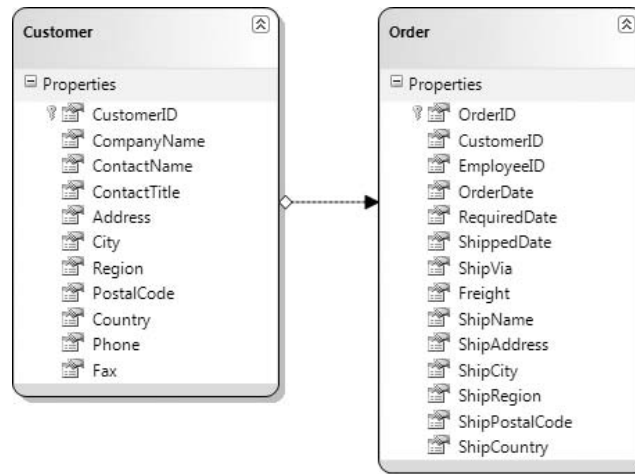 Customer
Properties
CustomerID
CompanyName
ContactName
ContactTitle
Address
City
Region
PostalCode
Country
Phone
Fax
Order
Properties
OrderID
CustomerID
EmployeeID
OrderDate
RequiredDate
ShippedDate
ShipVia
Freight
ShipName
ShipAddress
ShipCity
ShipRegion
ShipPostalCode
ShipCountry